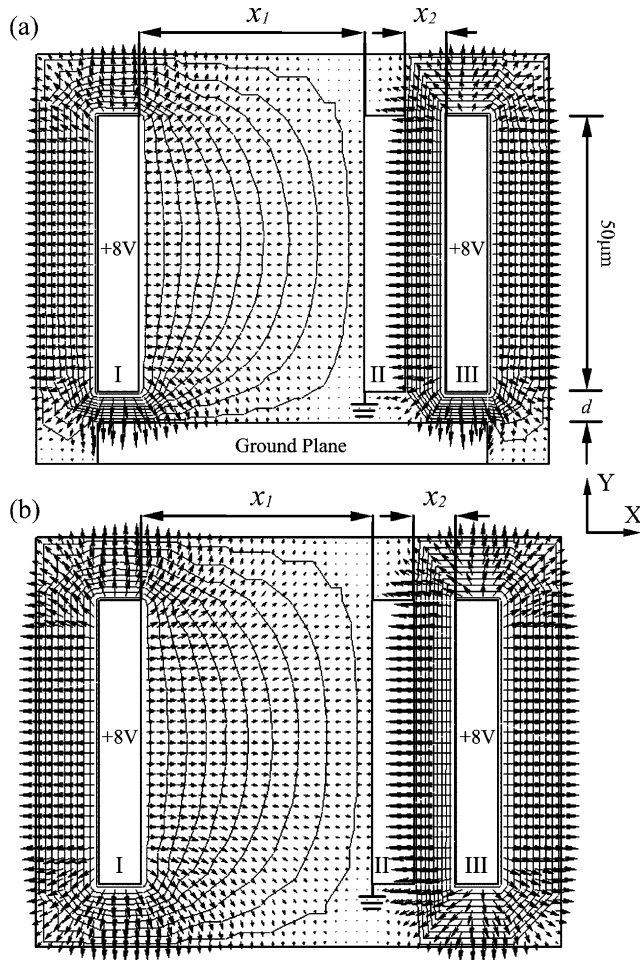 (a)
x₁
x₂
+8V
+8V
50μm
I
II
III
d
Ground Plane
Y
X
(b)
x₁
x₂
+8V
+8V
I
II
III